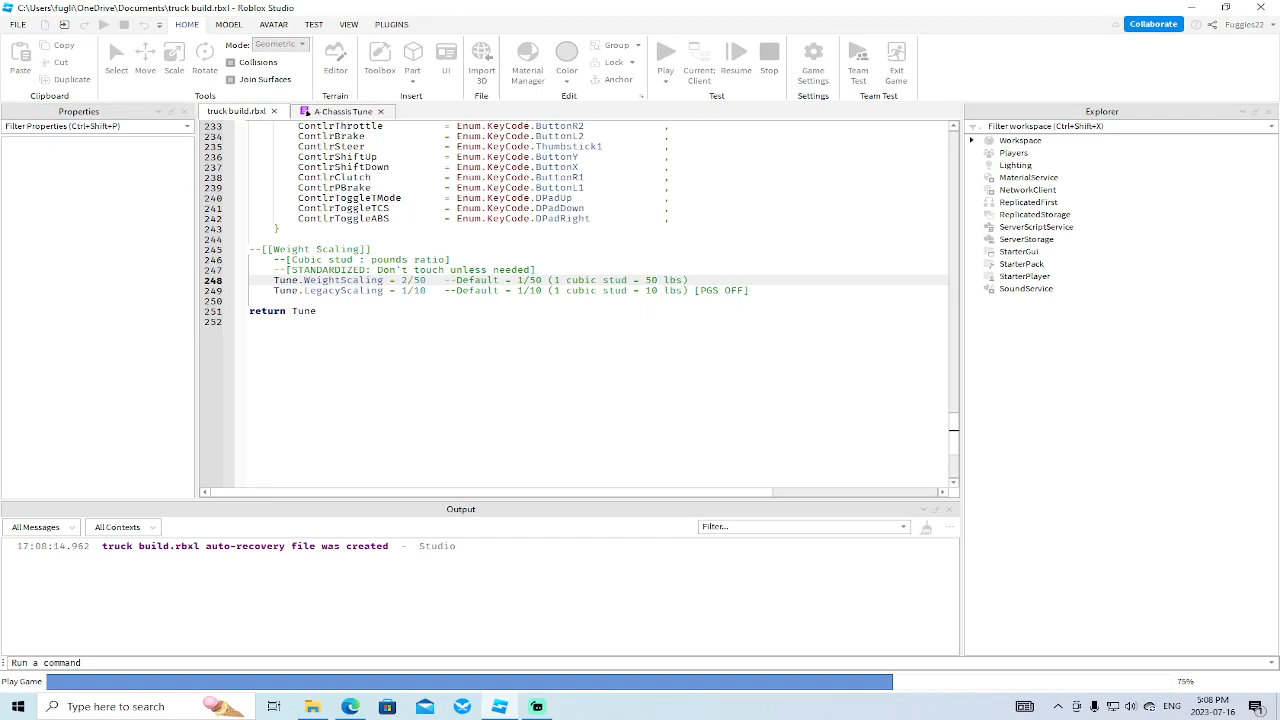 C:\Users\fugli\OneDrive\Documents\truck build.rbxl - Roblox Studio
FILE HOME MODEL AVATAR TEST VIEW PLUGINS Collaborate Fuggies22
Paste Copy Cut Duplicate Clipboard
Select Move Scale Rotate Mode: Geometric Collisions Join Surfaces Tools
Editor Terrain
Toolbox Part UI Insert
Import 3D File
Material Manager Color Group Lock Anchor Edit
Play Current: Client Resume Stop Test
Game Settings Settings
Team Test Exit Game Team Test
Properties
Filter Properties (Ctrl+Shift+P)
truck build.rbxl A-Chassis Tune
233 ContlrThrottle = Enum.KeyCode.ButtonR2 ,
234 ContlrBrake = Enum.KeyCode.ButtonL2 ,
235 ContlrSteer = Enum.KeyCode.Thumbstick1 ,
236 ContlrShiftUp = Enum.KeyCode.ButtonY ,
237 ContlrShiftDown = Enum.KeyCode.ButtonX ,
238 ContlrClutch = Enum.KeyCode.ButtonR1 ,
239 ContlrPBrake = Enum.KeyCode.ButtonL1 ,
240 ContlrToggleTMode = Enum.KeyCode.DPadUp ,
241 ContlrToggleTCS = Enum.KeyCode.DPadDown ,
242 ContlrToggleABS = Enum.KeyCode.DPadRight ,
243 }
244
245 --[[Weight Scaling]]
246 --[Cubic stud : pounds ratio]
247 --[STANDARDIZED: Don't touch unless needed]
248 Tune.WeightScaling = 2/50 --Default = 1/50 (1 cubic stud = 50 lbs)
249 Tune.LegacyScaling = 1/10 --Default = 1/10 (1 cubic stud = 10 lbs) [PGS OFF]
250
251 return Tune
252
Explorer
Filter workspace (Ctrl+Shift+X)
Workspace
Players
Lighting
MaterialService
NetworkClient
ReplicatedFirst
ReplicatedStorage
ServerScriptService
ServerStorage
StarterGui
StarterPack
StarterPlayer
SoundService
Output
All Messages All Contexts Filter...
17:08:14.962 truck build.rbxl auto-recovery file was created - Studio
Run a command
Play Game 75%
Type here to search ENG 5:08 PM
2023-07-16